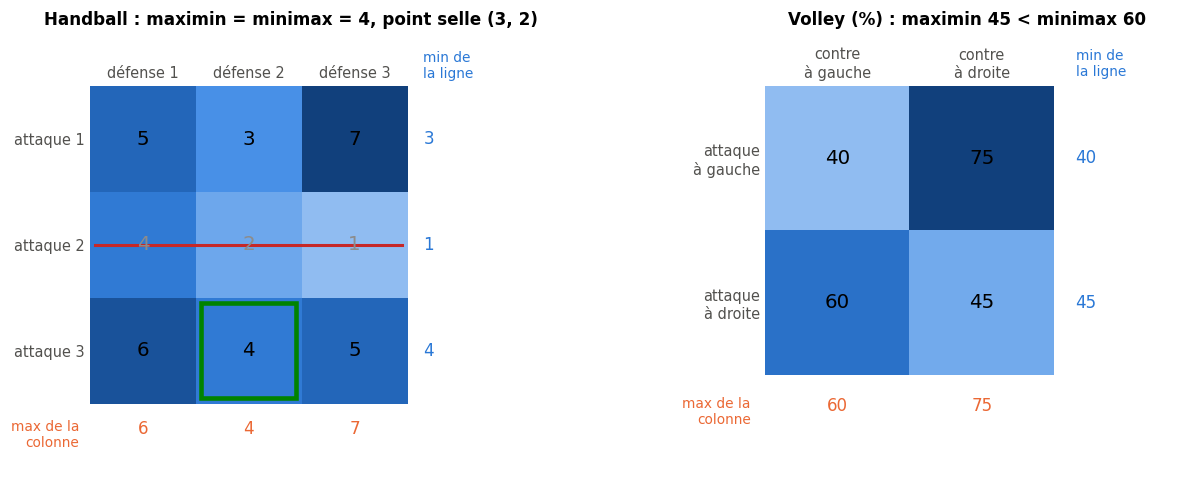 Handball : maximin = minimax = 4, point selle (3, 2)
défense 1 défense 2 défense 3 min de
la ligne
attaque 1 5 3 7 3
attaque 2 4 2 1 1
attaque 3 6 4 5 4
max de la
colonne 6 4 7
Volley (%) : maximin 45 < minimax 60
contre
à gauche
contre
à droite
min de
la ligne
attaque
à gauche 40 75 40
attaque
à droite 60 45 45
max de la
colonne 60 75